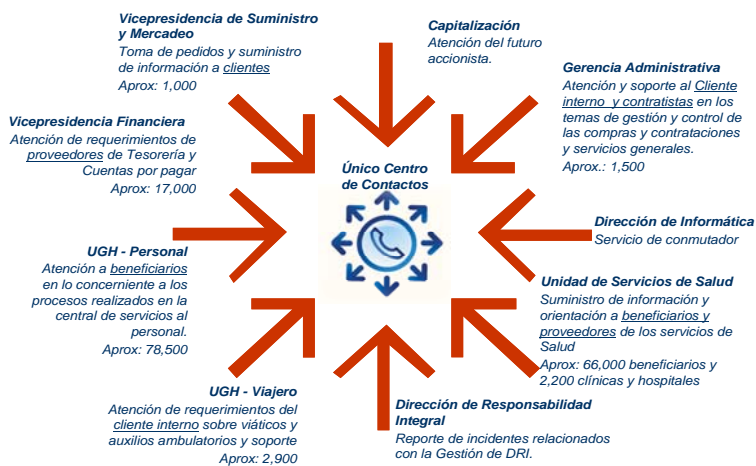 Vicepresidencia de Suministro
y Mercadeo
Toma de pedidos y suministro
de información a clientes
Aprox: 1,000
Capitalización
Atención del futuro
accionista.
Gerencia Administrativa
Atención y soporte al Cliente
interno y contratistas en los
temas de gestión y control de
las compras y contrataciones
y servicios generales.
Aprox.: 1,500
Vicepresidencia Financiera
Atención de requerimientos de
proveedores de Tesorería y
Cuentas por pagar
Aprox: 17,000
Único Centro
de Contactos
Dirección de Informática
Servicio de conmutador
UGH - Personal
Atención a beneficiarios
en lo concerniente a los
procesos realizados en la
central de servicios al
personal.
Aprox: 78,500
Unidad de Servicios de Salud
Suministro de información y
orientación a beneficiarios y
proveedores de los servicios de
Salud
Aprox: 66,000 beneficiarios y
2,200 clínicas y hospitales
UGH - Viajero
Atención de requerimientos del
cliente interno sobre viáticos y
auxilios ambulatorios y soporte
Aprox: 2,900
Dirección de Responsabilidad
Integral
Reporte de incidentes relacionados
con la Gestión de DRI.